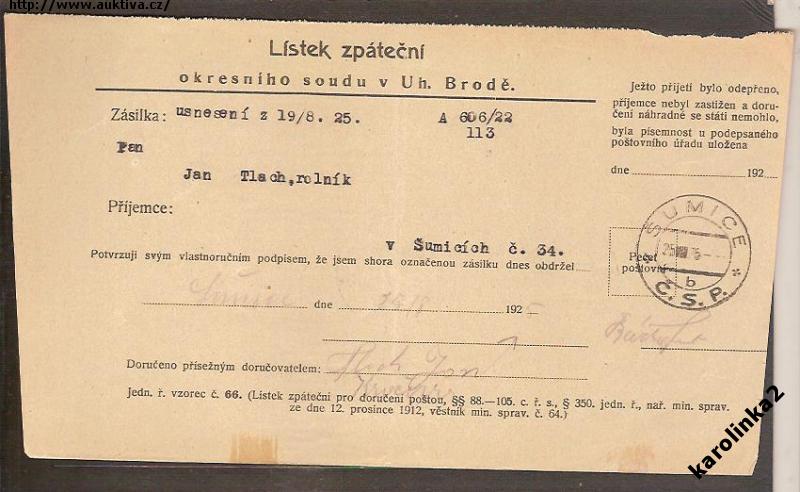 http://www.auktiva.cz/
Lístek zpáteční
okresního soudu v Uh. Brodě.
Zásilka: usnesení z 19/8. 25. A 606/22
113
Pan
Jan Tlach,rolník
Příjemce:
v Šumicích č. 34.
Potvrzuji svým vlastnoručním podpisem, že jsem shora označenou zásilku dnes obdržel
dne 192
Doručeno přísežným doručovatelem:
Jedn. ř. vzorec č. 66. (Lístek zpáteční pro doručení poštou, §§ 88.—105. c. ř. s., § 350. jedn. ř., nař. min. sprav.
ze dne 12. prosince 1912, věstník min. sprav. č. 64.)
Ježto přijetí bylo odepřeno,
příjemce nebyl zastižen a doru-
čení náhradné se státi nemohlo,
byla písemnost u podepsaného
poštovního úřadu uložena
dne 192
Pečeť
poštovní
ŠUMICE
b
Č.S.P.
karolinka2